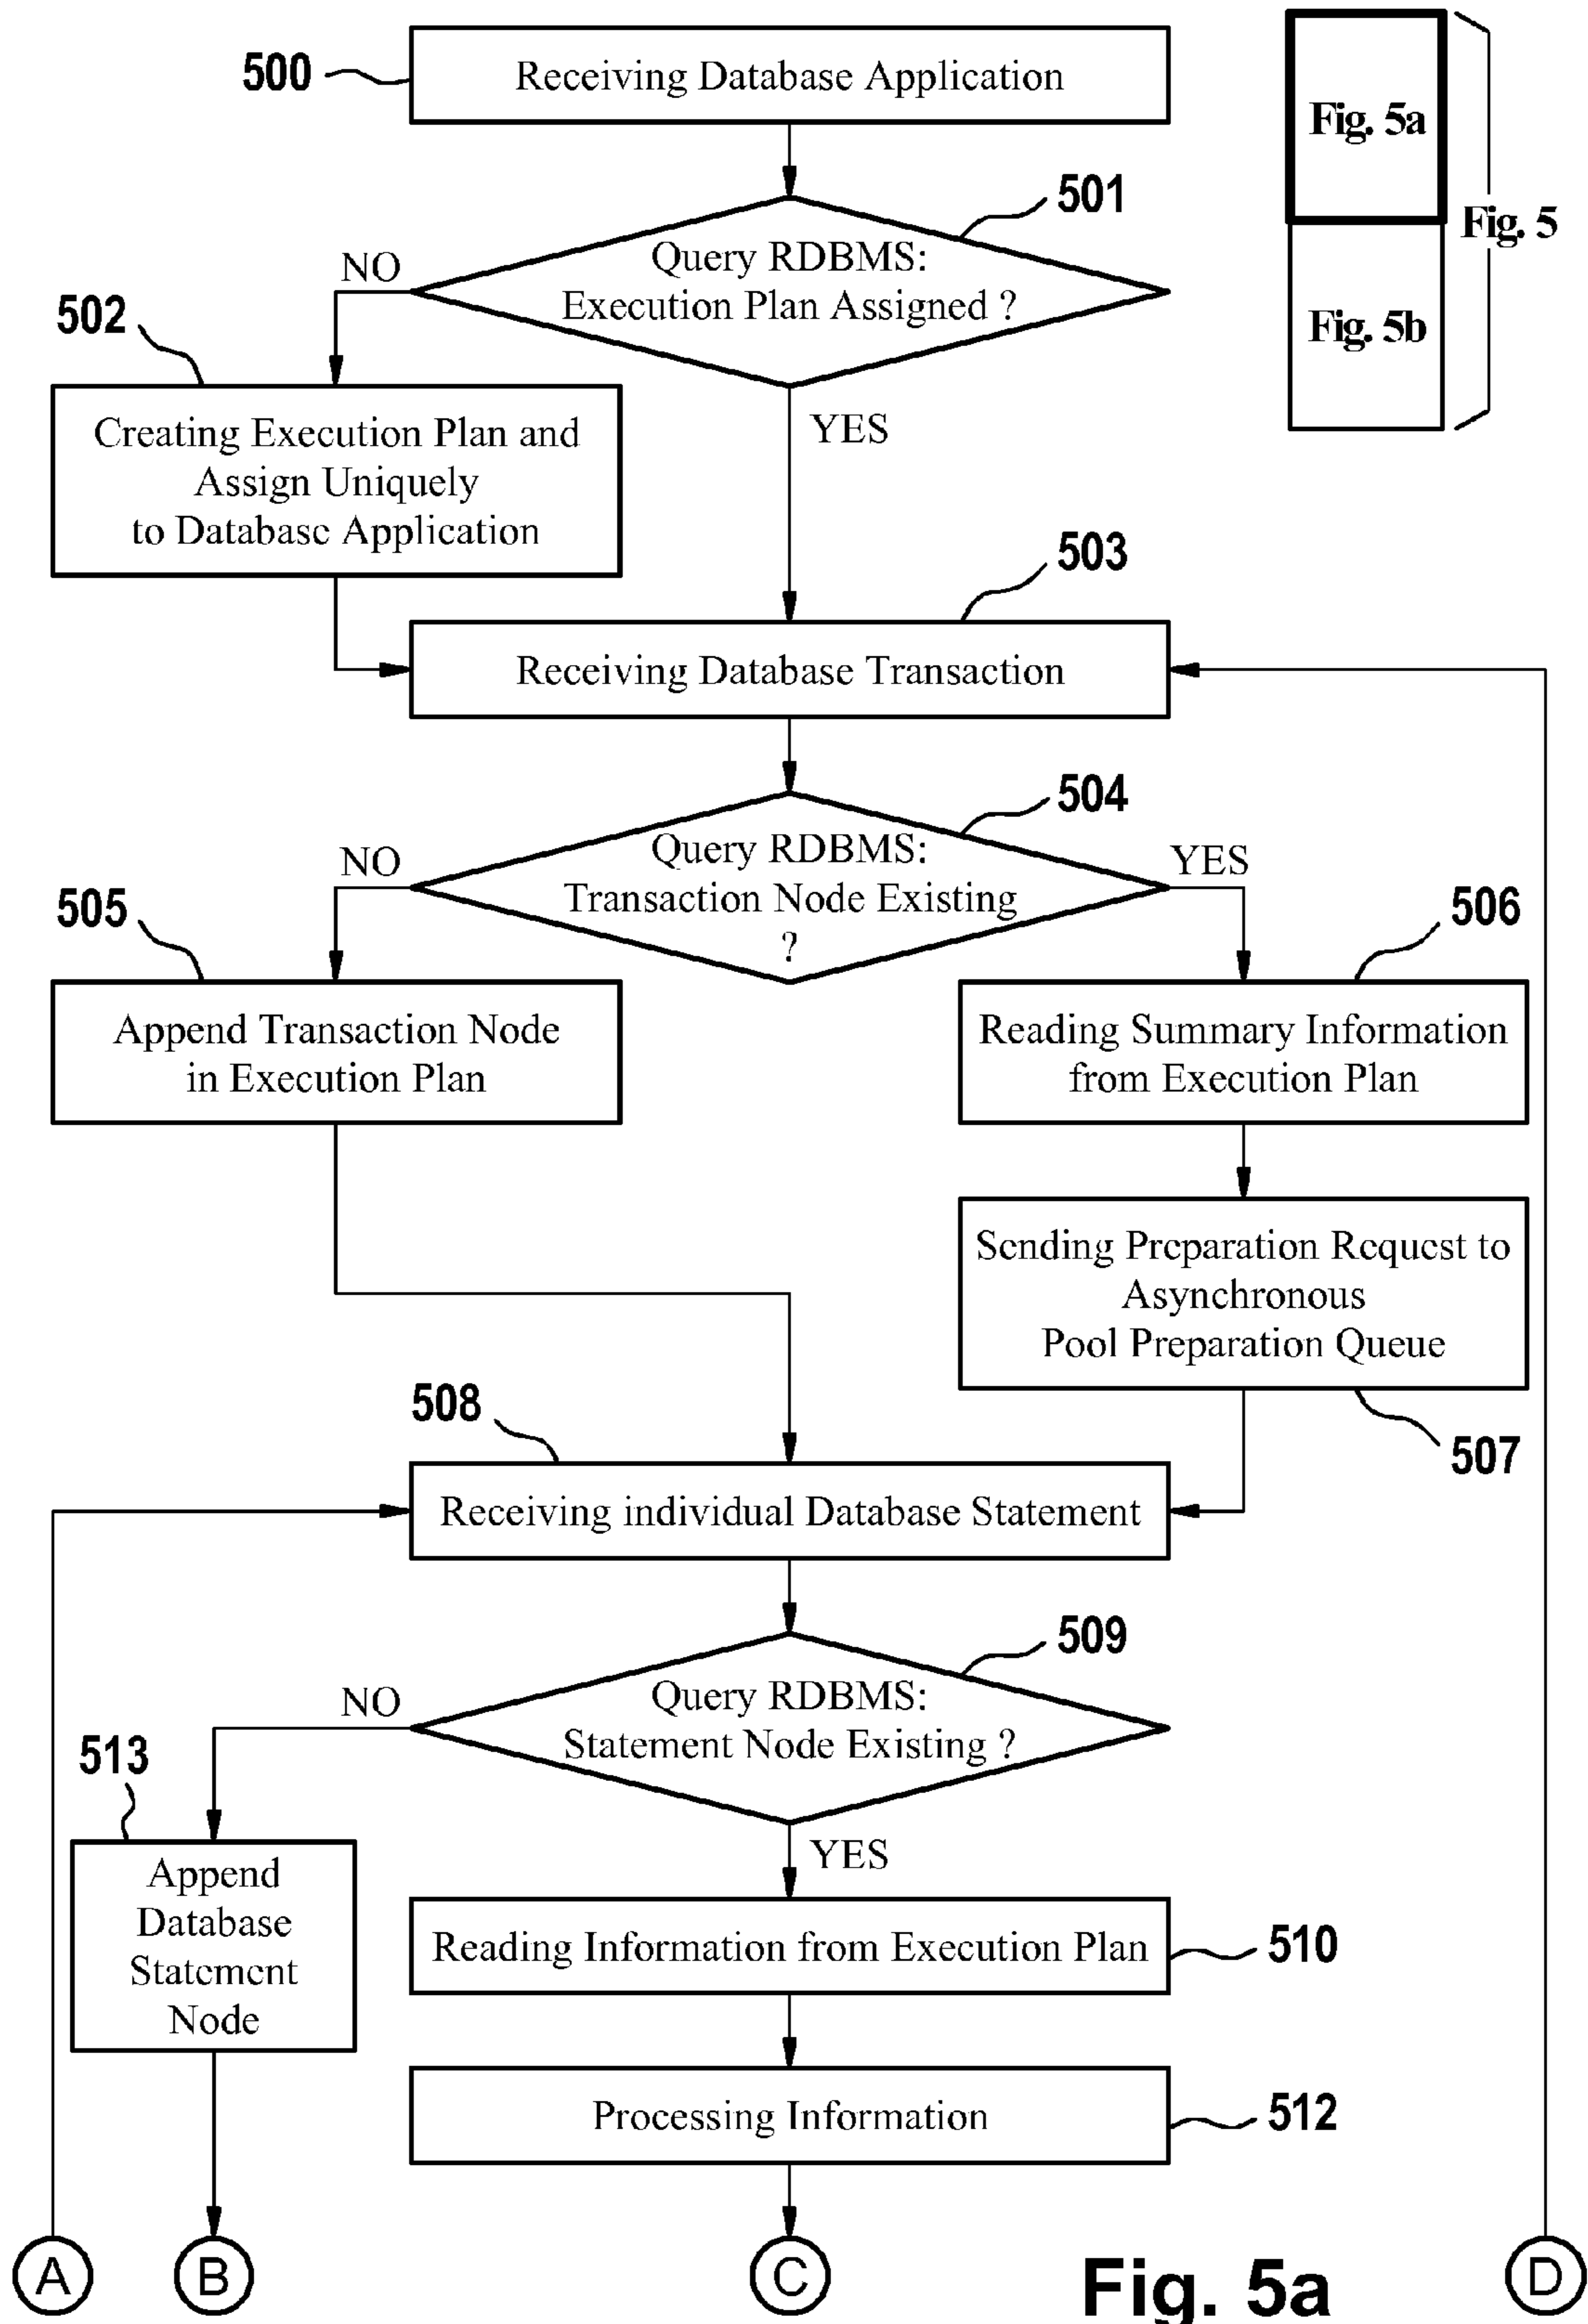 500
Receiving Database Application
Fig. 5a
Fig. 5
Fig. 5b
501
Query RDBMS:
Execution Plan Assigned ?
NO
YES
502
Creating Execution Plan and
Assign Uniquely
to Database Application
503
Receiving Database Transaction
504
Query RDBMS:
Transaction Node Existing
?
NO
YES
505
Append Transaction Node
in Execution Plan
506
Reading Summary Information
from Execution Plan
Sending Preparation Request to
Asynchronous
Pool Preparation Queue
507
508
Receiving individual Database Statement
509
Query RDBMS:
Statement Node Existing ?
NO
YES
513
Append
Database
Statement
Node
Reading Information from Execution Plan
510
Processing Information
512
A
B
C
D
Fig. 5a